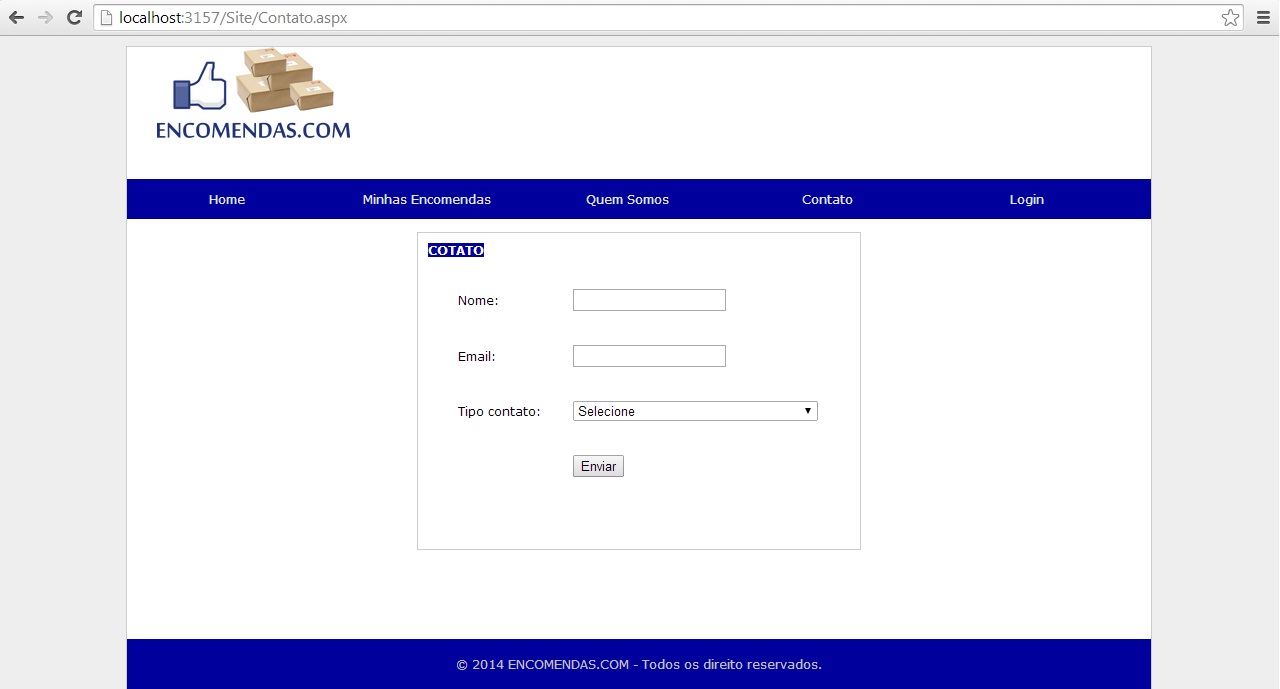 localhost:3157/Site/Contato.aspx
ENCOMENDAS.COM
Home Minhas Encomendas Quem Somos Contato Login
COTATO
Nome:
Email:
Tipo contato: Selecione
Enviar
© 2014 ENCOMENDAS.COM - Todos os direito reservados.